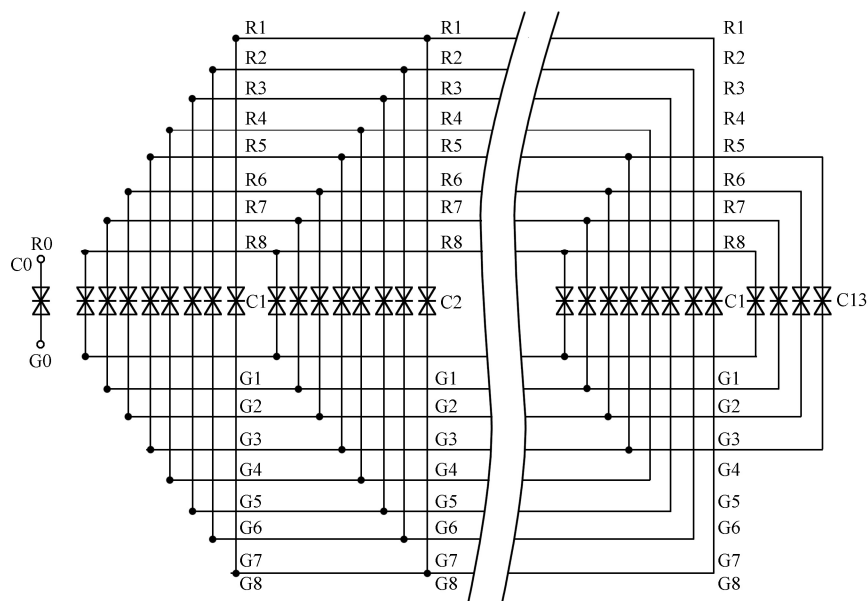 R1 R1 R1
R2 R2 R2
R3 R3 R3
R4 R4 R4
R5 R5 R5
R6 R6 R6
R7 R7 R7
R8 R8 R8
R0
C0
C1 C2 C1 C13
G0
G1 G1 G1
G2 G2 G2
G3 G3 G3
G4 G4 G4
G5 G5 G5
G6 G6 G6
G7 G7 G7
G8 G8 G8